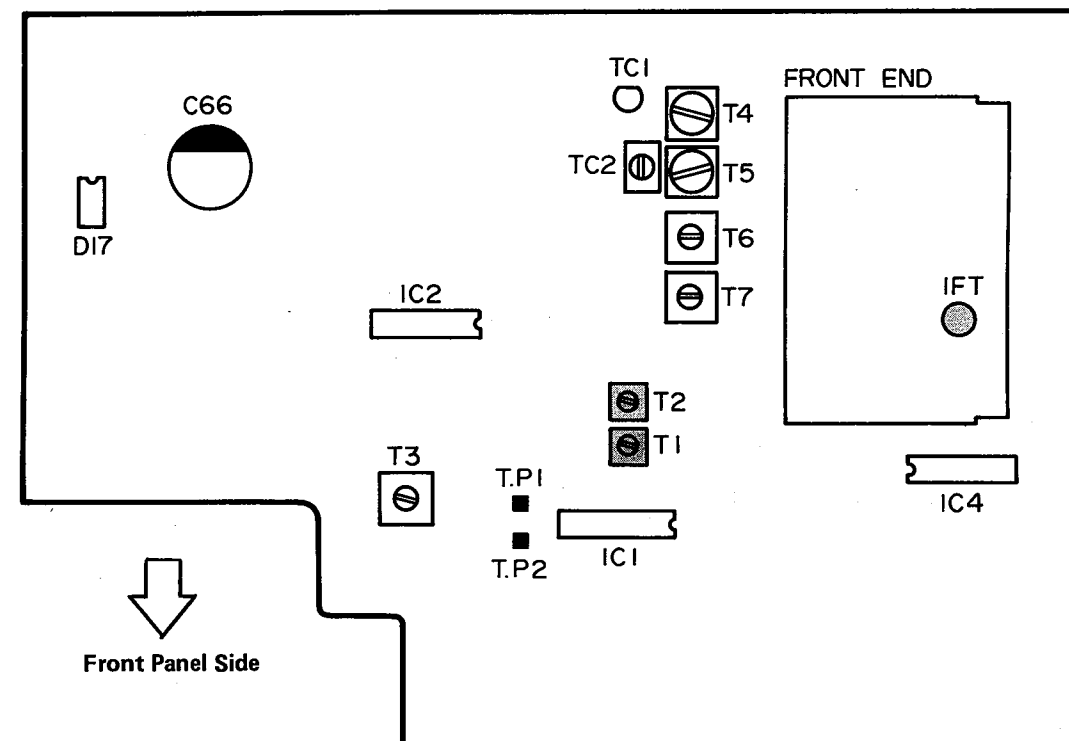 TC1
FRONT END
C66
T4
TC2
T5
D17
T6
IC2
T7
IFT
T2
T1
T3
T.P1
IC4
IC1
T.P2
Front Panel Side